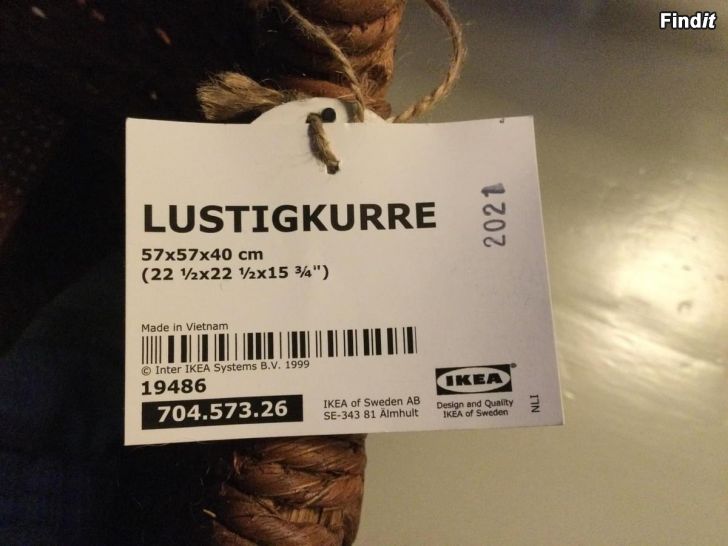 Findit
LUSTIGKURRE
57x57x40 cm
(22 ½x22 ½x15 ¾")
2021
Made in Vietnam
© Inter IKEA Systems B.V. 1999
19486
704.573.26
IKEA of Sweden AB
SE-343 81 Älmhult
IKEA®
Design and Quality
IKEA of Sweden
NLI